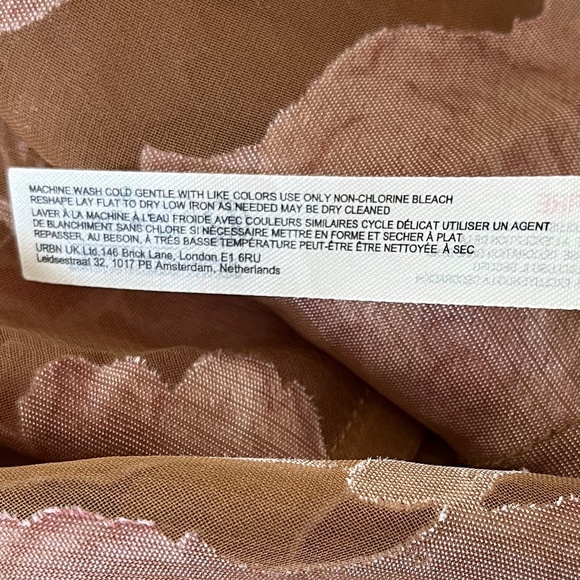 MACHINE WASH COLD GENTLE WITH LIKE COLORS USE ONLY NON-CHLORINE BLEACH
RESHAPE LAY FLAT TO DRY LOW IRON AS NEEDED MAY BE DRY CLEANED
LAVER À LA MACHINE À L'EAU FROIDE AVEC COULEURS SIMILAIRES CYCLE DÉLICAT UTILISER UN AGENT
DE BLANCHIMENT SANS CHLORE SI NÉCESSAIRE METTRE EN FORME ET SECHER À PLAT
REPASSER, AU BESOIN, À TRÈS BASSE TEMPÉRATURE PEUT-ÊTRE ÊTRE NETTOYÉE À SEC
URBN UK Ltd.146 Brick Lane, London E1 6RU
Leidsestraat 32, 1017 PB Amsterdam, Netherlands